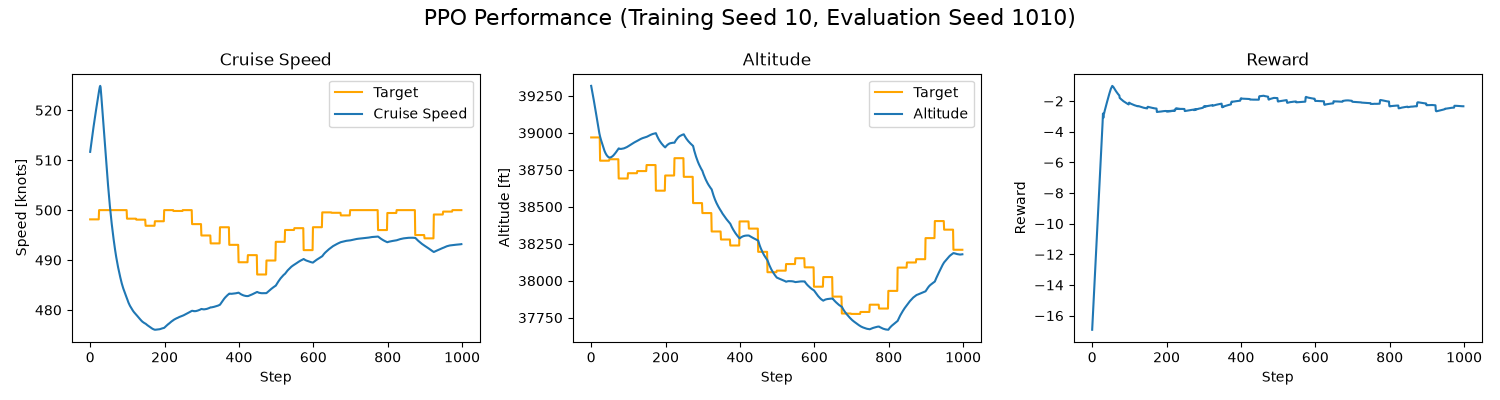 PPO Performance (Training Seed 10, Evaluation Seed 1010)
Cruise Speed
Speed [knots]
520
510
500
490
480
0 200 400 600 800 1000
Step
Target
Cruise Speed
Altitude
Altitude [ft]
39250
39000
38750
38500
38250
38000
37750
0 200 400 600 800 1000
Step
Target
Altitude
Reward
Reward
−2
−4
−6
−8
−10
−12
−14
−16
0 200 400 600 800 1000
Step